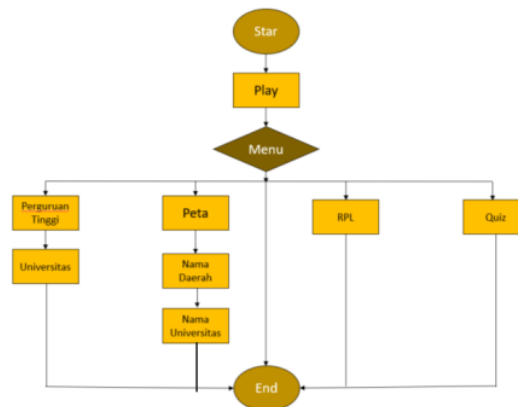 Star
Play
Menu
Perguruan
Tinggi
Peta
RPL
Quiz
Universitas
Nama
Daerah
Nama
Universitas
End